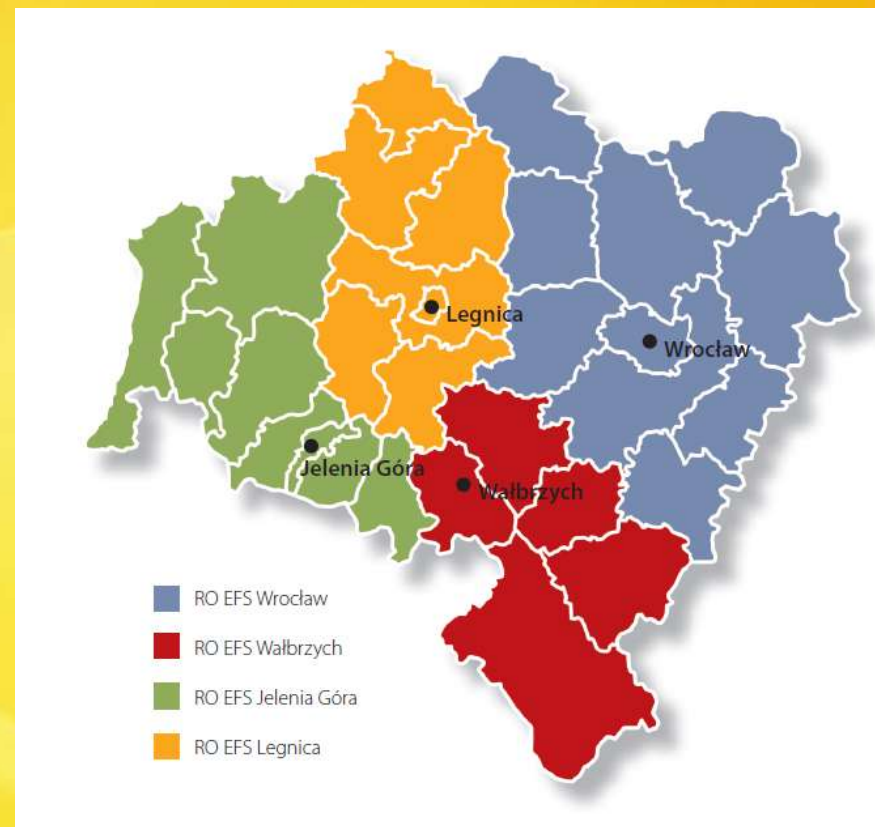 Legnica
Wrocław
Jelenia Góra
Wałbrzych
RO EFS Wrocław
RO EFS Wałbrzych
RO EFS Jelenia Góra
RO EFS Legnica